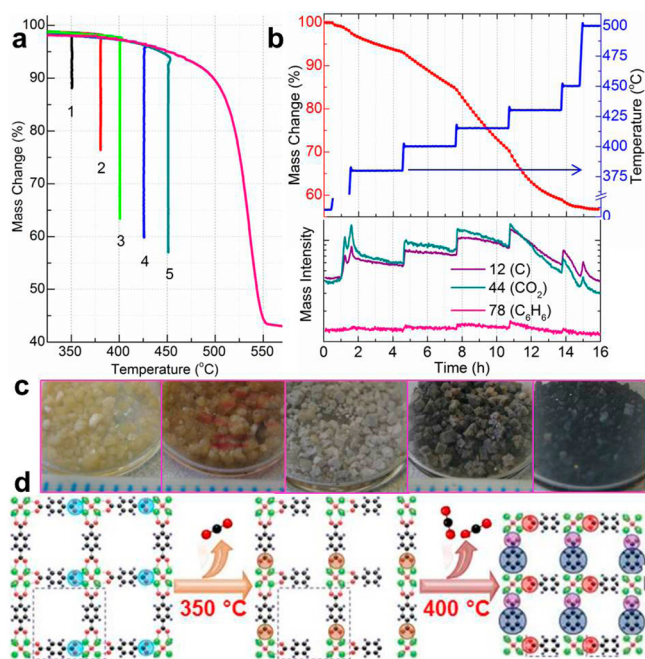 a
Mass Change (%)
100
90
80
70
60
50
40
1
2
3
4
5
350
400
450
500
550
Temperature (°C)
b
Mass Change (%)
100
90
80
70
60
500
450
400
375
0
Temperature (°C)
Mass Intensity
12 (C)
44 (CO₂)
78 (C₆H₆)
0 2 4 6 8 10 12 14 16
Time (h)
c
d
350 °C
400 °C